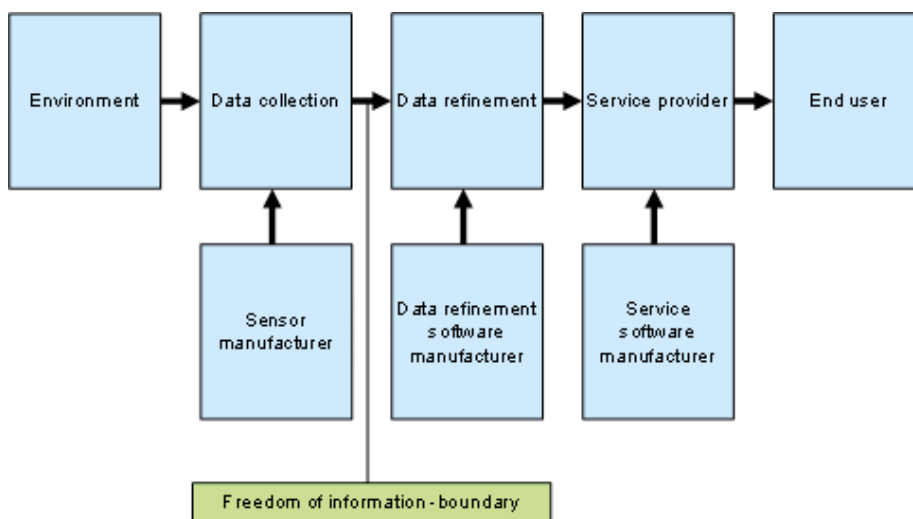 Environment
Data collection
Data refinement
Service provider
End user
Sensor
manufacturer
Data refinement
software
manufacturer
Service
software
manufacturer
Freedom of information - boundary